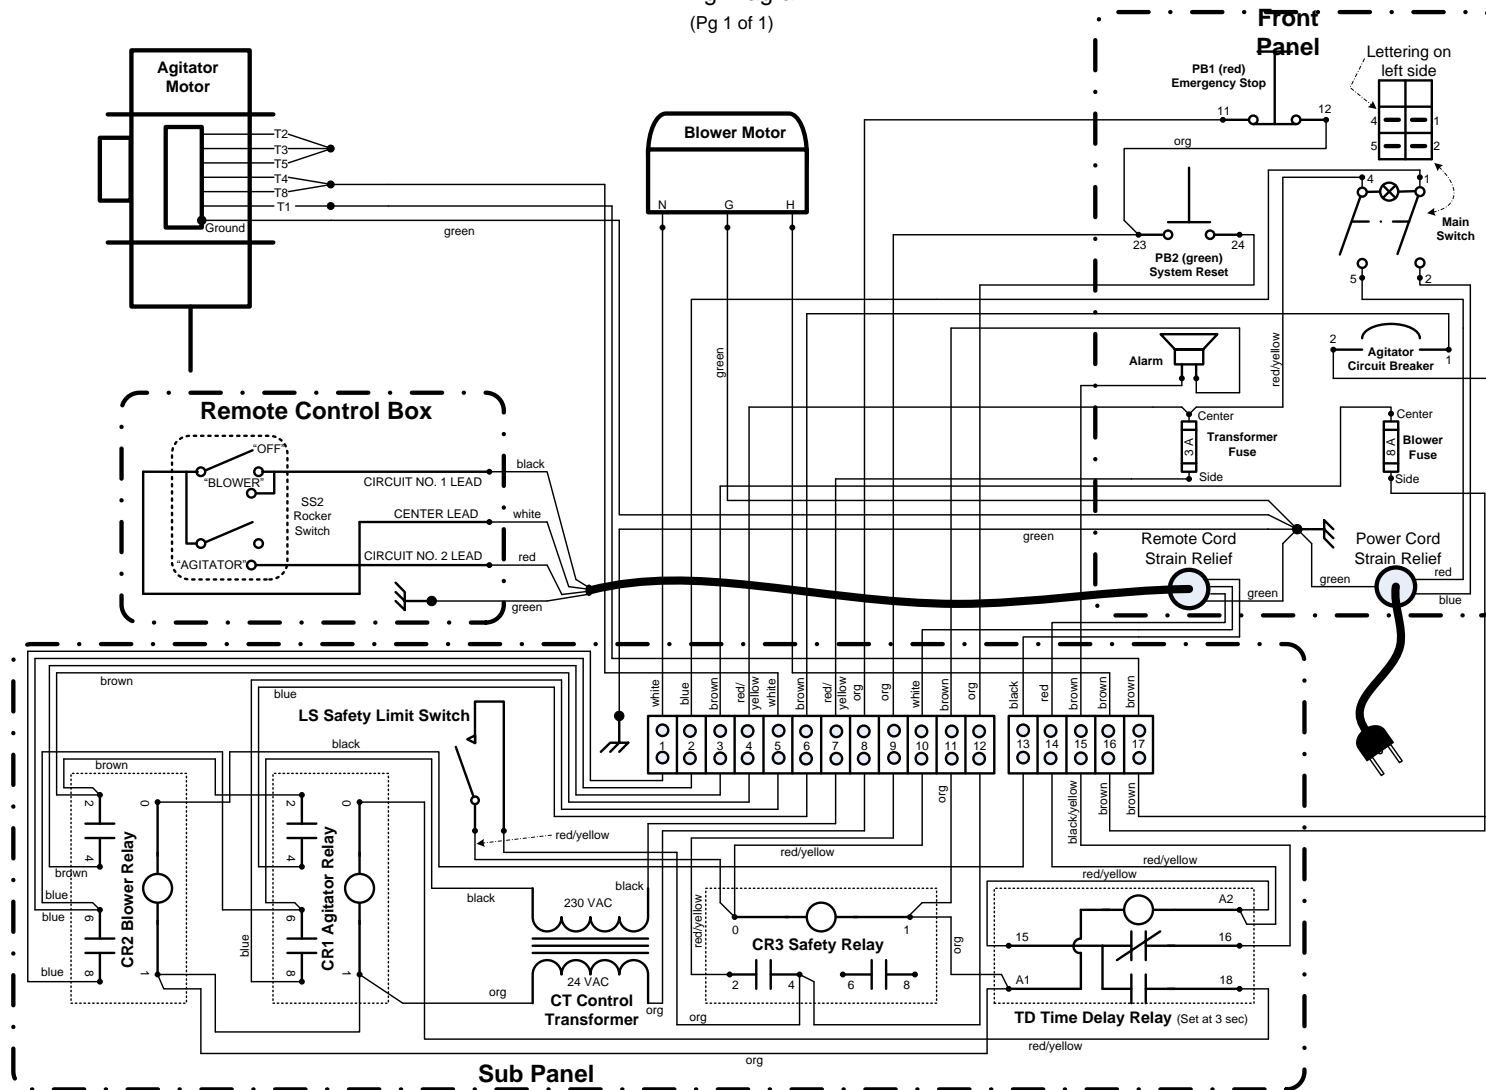 (Pg 1 of 1)
Front
Panel
Agitator
Motor
T2
T3
T5
T4
T8
T1
Ground
green
Blower Motor
N
G
H
green
PB1 (red)
Emergency Stop
11
12
org
Lettering on
left side
4
1
5
2
4
1
Main
Switch
5
2
23
24
PB2 (green)
System Reset
Alarm
red/yellow
2
1
Agitator
Circuit Breaker
Center
3 A
Transformer
Fuse
Side
Center
8 A
Blower
Fuse
Side
green
Remote Cord
Strain Relief
green
Power Cord
Strain Relief
green
red
blue
Remote Control Box
"OFF"
"BLOWER"
"AGITATOR"
SS2
Rocker
Switch
CIRCUIT NO. 1 LEAD
black
CENTER LEAD
white
CIRCUIT NO. 2 LEAD
red
green
brown
blue
LS Safety Limit Switch
black
brown
white
blue
brown
red/
yellow
white
brown
red/
yellow
org
org
white
brown
org
black
red
brown
brown
brown
1
2
3
4
5
6
7
8
9
10
11
12
13
14
15
16
17
org
black/yellow
brown
brown
2
0
4
6
8
1
brown
blue
blue
blue
CR2 Blower Relay
2
0
4
6
8
1
blue
CR1 Agitator Relay
red/yellow
black
black
230 VAC
24 VAC
CT Control
Transformer
org
org
org
red/yellow
red/yellow
0
1
CR3 Safety Relay
2
4
6
8
org
red/yellow
red/yellow
A2
15
16
A1
18
TD Time Delay Relay (Set at 3 sec)
red/yellow
org
Sub Panel